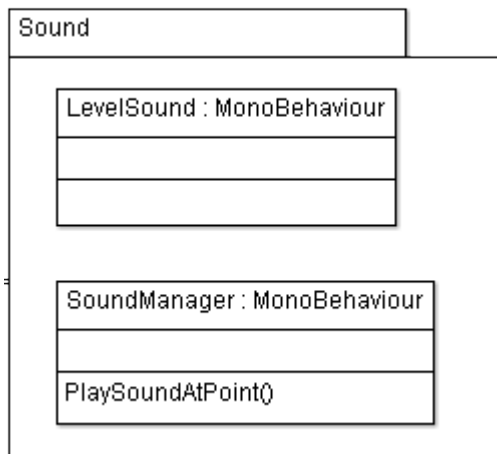 Sound
LevelSound : MonoBehaviour
SoundManager : MonoBehaviour
PlaySoundAtPoint()